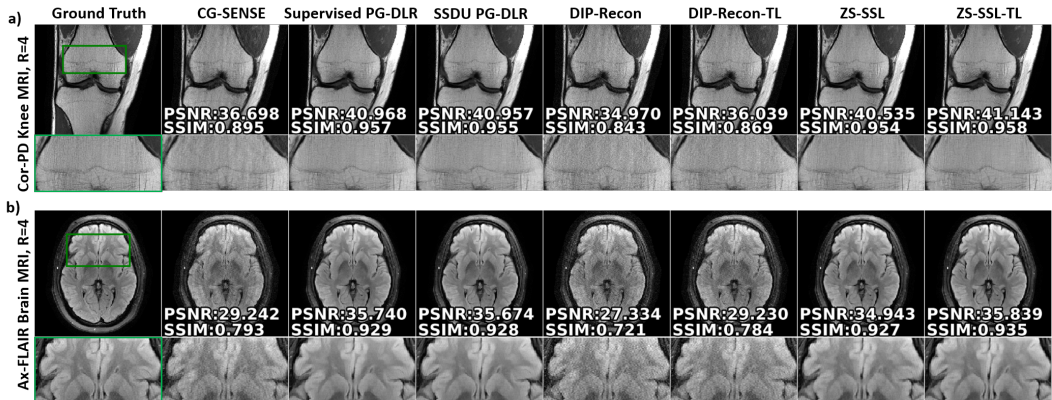 Ground Truth CG-SENSE Supervised PG-DLR SSDU PG-DLR DIP-Recon DIP-Recon-TL ZS-SSL ZS-SSL-TL
a)
Cor-PD Knee MRI, R=4
PSNR:36.698 PSNR:40.968 PSNR:40.957 PSNR:34.970 PSNR:36.039 PSNR:40.535 PSNR:41.143
SSIM:0.895 SSIM:0.957 SSIM:0.955 SSIM:0.843 SSIM:0.869 SSIM:0.954 SSIM:0.958
b)
Ax-FLAIR Brain MRI, R=4
PSNR:29.242 PSNR:35.740 PSNR:35.674 PSNR:27.334 PSNR:29.230 PSNR:34.943 PSNR:35.839
SSIM:0.793 SSIM:0.929 SSIM:0.928 SSIM:0.721 SSIM:0.784 SSIM:0.927 SSIM:0.935